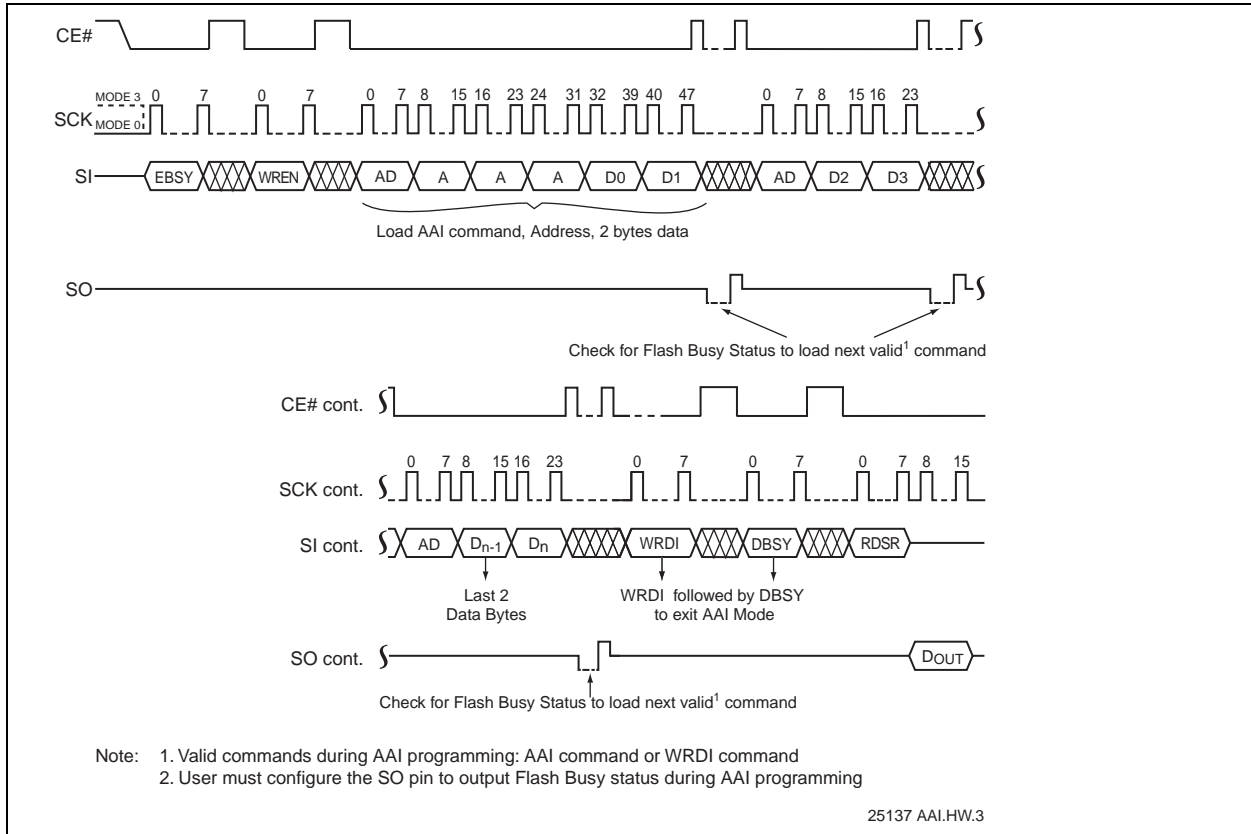 CE#
MODE 3
SCK MODE 0
0 7 0 7 0 7 8 15 16 23 24 31 32 39 40 47 0 7 8 15 16 23
SI EBSY WREN AD A A A D0 D1 AD D2 D3
Load AAI command, Address, 2 bytes data
SO
Check for Flash Busy Status to load next valid1 command
CE# cont.
0 7 8 15 16 23 0 7 0 7 0 7 8 15
SCK cont.
SI cont. AD Dn-1 Dn WRDI DBSY RDSR
Last 2
Data Bytes
WRDI followed by DBSY
to exit AAI Mode
SO cont. DOUT
Check for Flash Busy Status to load next valid1 command
Note: 1. Valid commands during AAI programming: AAI command or WRDI command
2. User must configure the SO pin to output Flash Busy status during AAI programming
25137 AAI.HW.3